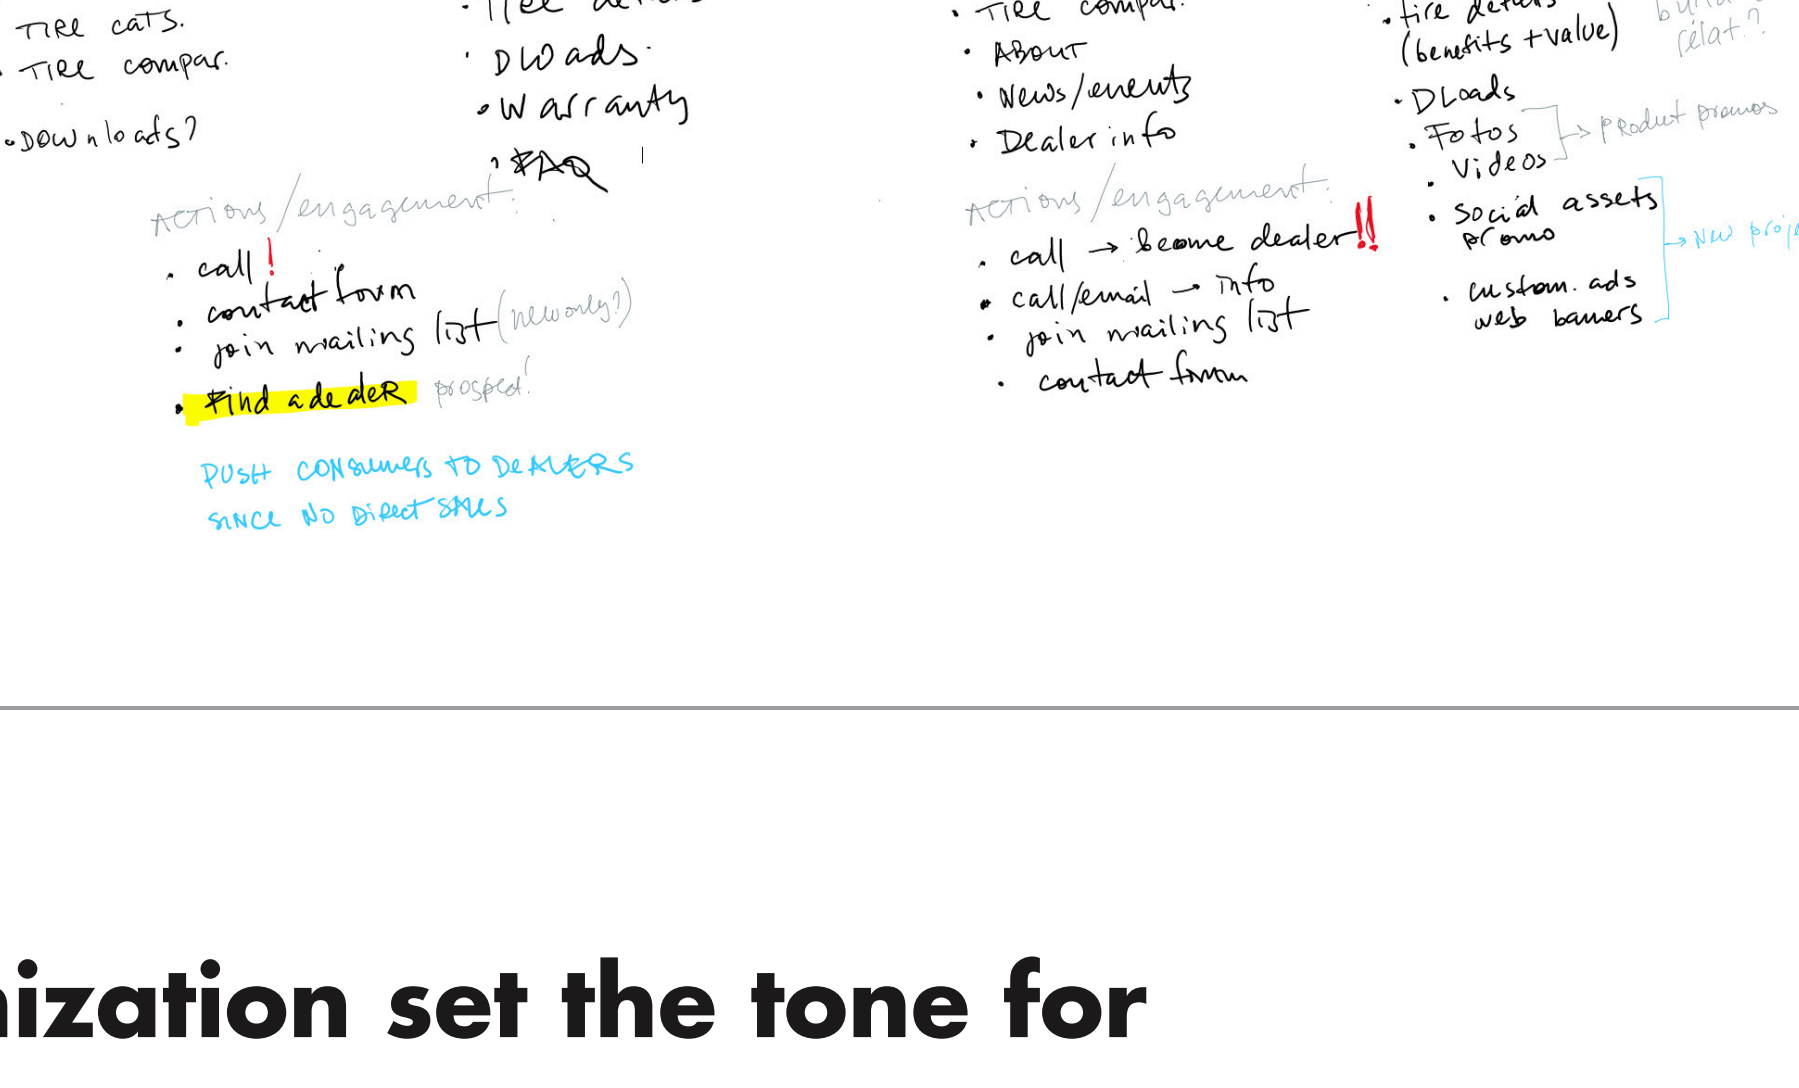 TIRE cats.
• TIRE compar.
• Downloads?
• DLOads.
• Warranty
• FAQ
Actions/engagement:
• call!
• contact form
• join mailing list (new only?)
• Find a dealer prospect!
PUSH CONSUMERS TO DEALERS
SINCE NO Direct SALES
• TIRE compar.
• ABOUT
• News/events
• Dealer info
Actions/engagement:
• call → become dealer!!
• call/email → info
• join mailing list
• contact form
• tire details
(benefits + value)
relat.?
• DLoads
• Fotos
• Videos
→ PRoduct promos
• social assets
promo
→ New
• custom. ads
web banners
nization set the tone for